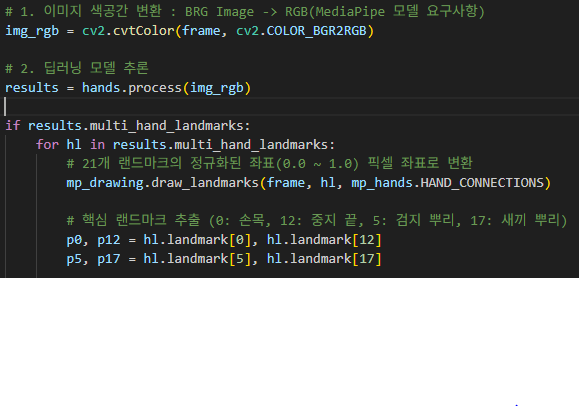 # 1. 이미지 색공간 변환 : BRG Image -> RGB(MediaPipe 모델 요구사항)
img_rgb = cv2.cvtColor(frame, cv2.COLOR_BGR2RGB)
# 2. 딥러닝 모델 추론
results = hands.process(img_rgb)
if results.multi_hand_landmarks:
for hl in results.multi_hand_landmarks:
# 21개 랜드마크의 정규화된 좌표(0.0 ~ 1.0) 픽셀 좌표로 변환
mp_drawing.draw_landmarks(frame, hl, mp_hands.HAND_CONNECTIONS)
# 핵심 랜드마크 추출 (0: 손목, 12: 중지 끝, 5: 검지 뿌리, 17: 새끼 뿌리)
p0, p12 = hl.landmark[0], hl.landmark[12]
p5, p17 = hl.landmark[5], hl.landmark[17]